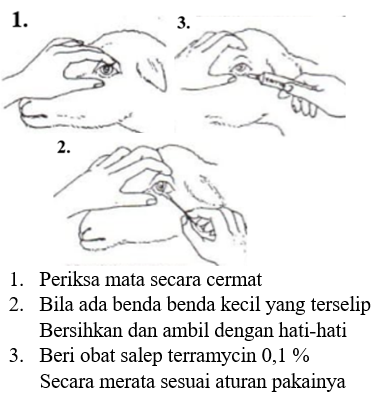 1.
3.
2.
1. Periksa mata secara cermat
2. Bila ada benda benda kecil yang terselip
Bersihkan dan ambil dengan hati-hati
3. Beri obat salep terramycin 0,1 %
Secara merata sesuai aturan pakainya